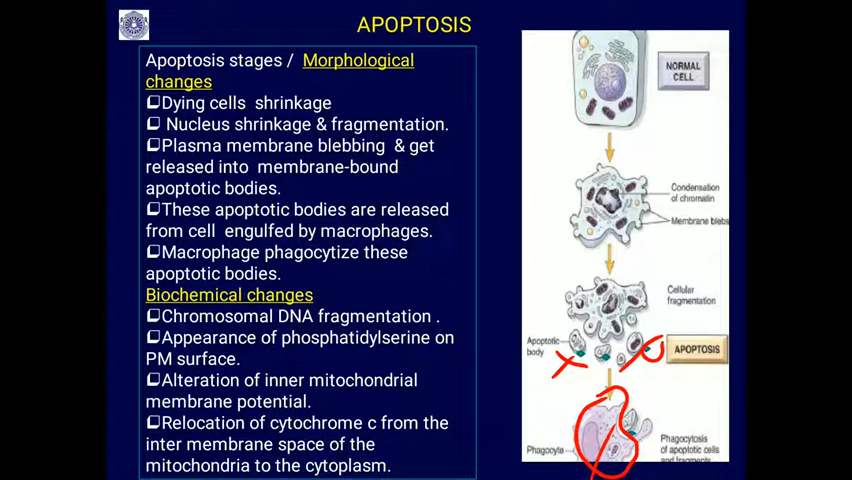 APOPTOSIS
Apoptosis stages / Morphological
changes
❑Dying cells shrinkage
❑ Nucleus shrinkage & fragmentation.
❑Plasma membrane blebbing & get
released into membrane-bound
apoptotic bodies.
❑These apoptotic bodies are released
from cell engulfed by macrophages.
❑Macrophage phagocytize these
apoptotic bodies.
Biochemical changes
❑Chromosomal DNA fragmentation .
❑Appearance of phosphatidylserine on
PM surface.
❑Alteration of inner mitochondrial
membrane potential.
❑Relocation of cytochrome c from the
inter membrane space of the
mitochondria to the cytoplasm.
NORMAL
CELL
Condensation
of chromatin
Membrane blebs
Cellular
fragmentation
Apoptotic
body
APOPTOSIS
Phagocyte
Phagocytosis
of apoptotic cells
and fragments